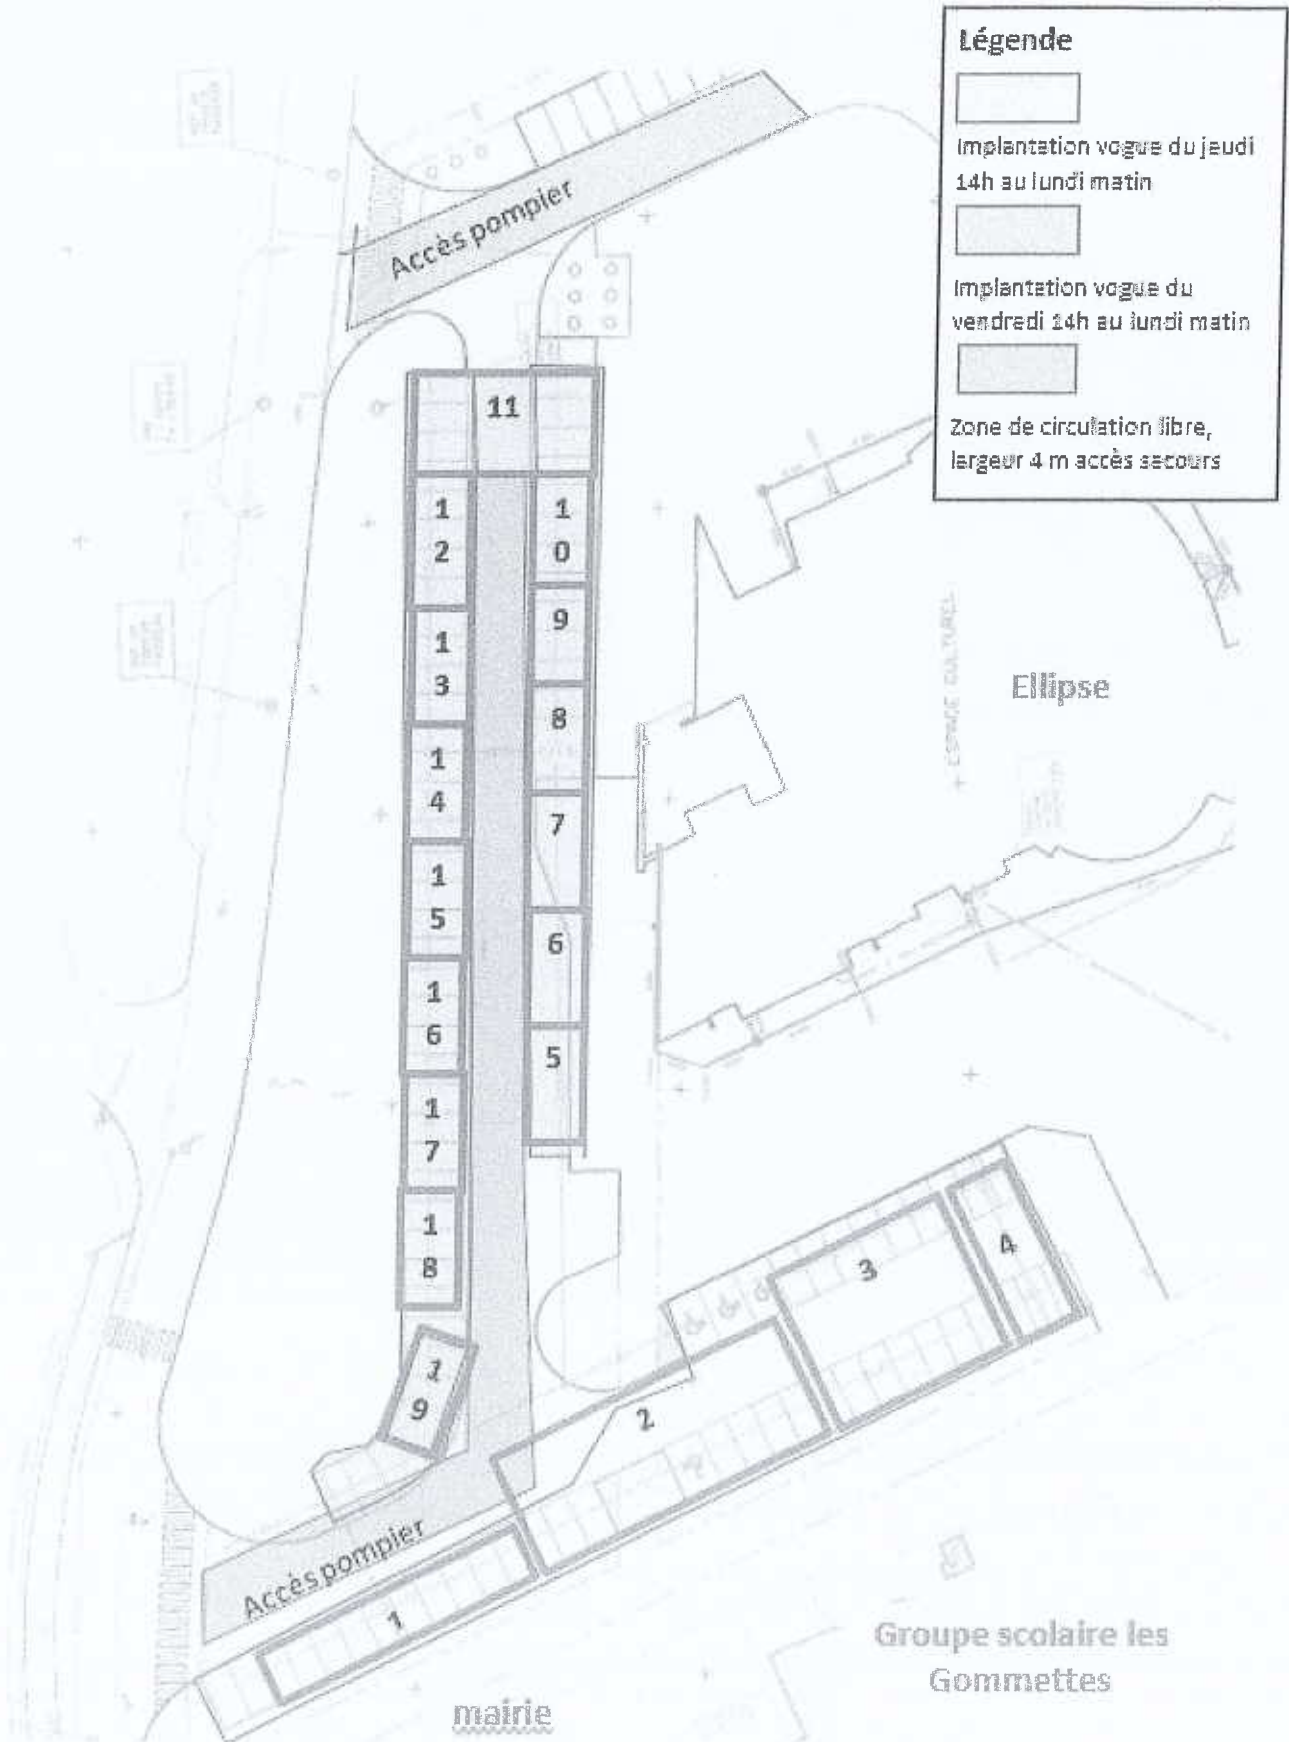 Légende
Implantation vogue du jeudi
14h au lundi matin
Implantation vogue du
vendredi 14h au lundi matin
Zone de circulation libre,
largeur 4 m accès secours
Accès pompier
11
1
2
1
0
1
3
9
8
1
4
7
1
5
6
1
6
5
1
7
1
8
1
9
ESPACE CULTUREL
Ellipse
4
3
2
Accès pompier
1
Groupe scolaire les
Gommettes
mairie